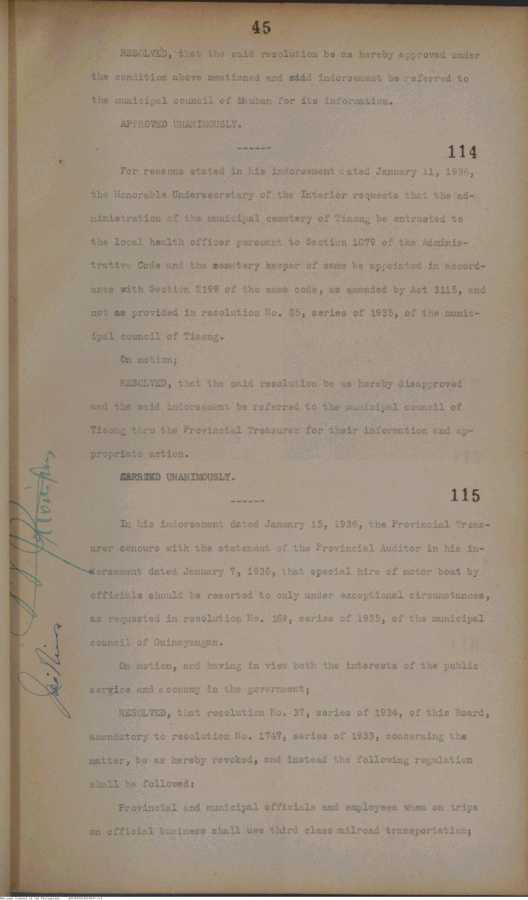 45
RESOLVED, that the said resolution be as hereby approved under
the condition above mentioned and said indorsement be referred to
the municipal council of Mauban for its information.
APPROVED UNANIMOUSLY.
------
114
For reasons stated in his indorsement dated January 11, 1936,
the Honorable Undersecretary of the Interior requests that the ad-
ministration of the municipal cemetery of Tiaong be entrusted to
the local health officer pursuant to Section 1079 of the Adminis-
trative Code and the cemetery keeper of same be appointed in accord-
ance with Section 2199 of the same code, as amended by Act 3115, and
not as provided in resolution No. 85, series of 1935, of the munic-
ipal council of Tiaong.
On motion;
RESOLVED, that the said resolution be as hereby disapproved
and the said indorsement be referred to the municipal council of
Tiaong thru the Provincial Treasurer for their information and ap-
propriate action.
CARRIED UNANIMOUSLY.
------
115
In his indorsement dated January 15, 1936, the Provincial Treas-
urer concurs with the statement of the Provincial Auditor in his in-
dorsement dated January 7, 1936, that special hire of motor boat by
officials should be resorted to only under exceptional circumstances,
as requested in resolution No. 164, series of 1935, of the municipal
council of Guinayangan.
On motion, and having in view both the interests of the public
service and economy in the government;
RESOLVED, that resolution No. 37, series of 1934, of this Board,
amendatory to resolution No. 1747, series of 1933, concerning the
matter, be as hereby revoked, and instead the following regulation
shall be followed:
Provincial and municipal officials and employees when on trips
on official business shall use third class railroad transportation;